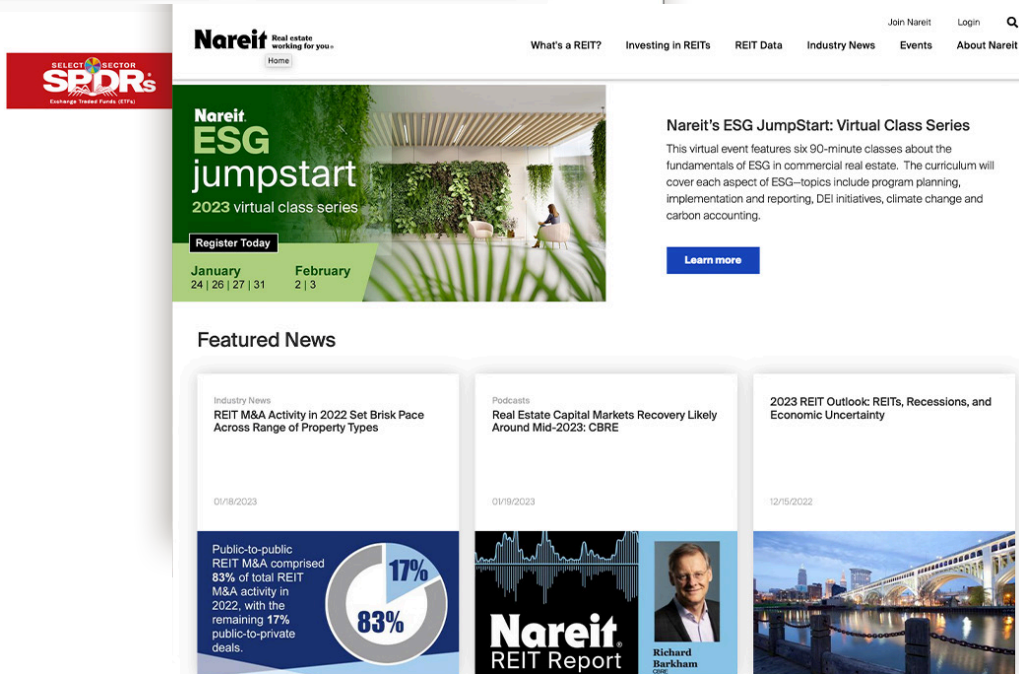 Join Nareit Login
Nareit Real estate
working for you®
What's a REIT? Investing in REITs REIT Data Industry News Events About Nareit
Home
SELECT SECTOR
SPDRs
Exchange Traded Funds (ETFs)
Nareit.
ESG
jumpstart
2023 virtual class series
Register Today
January February
24 | 26 | 27 | 31 2 | 3
Nareit's ESG JumpStart: Virtual Class Series
This virtual event features six 90-minute classes about the
fundamentals of ESG in commercial real estate. The curriculum will
cover each aspect of ESG—topics include program planning,
implementation and reporting, DEI initiatives, climate change and
carbon accounting.
Learn more
Featured News
Industry News
REIT M&A Activity in 2022 Set Brisk Pace
Across Range of Property Types
01/18/2023
Public-to-public
REIT M&A comprised
83% of total REIT
M&A activity in
2022, with the
remaining 17%
public-to-private
deals.
17%
83%
Podcasts
Real Estate Capital Markets Recovery Likely
Around Mid-2023: CBRE
01/19/2023
Nareit®
REIT Report
Richard
Barkham
CBRE
2023 REIT Outlook: REITs, Recessions, and
Economic Uncertainty
12/15/2022